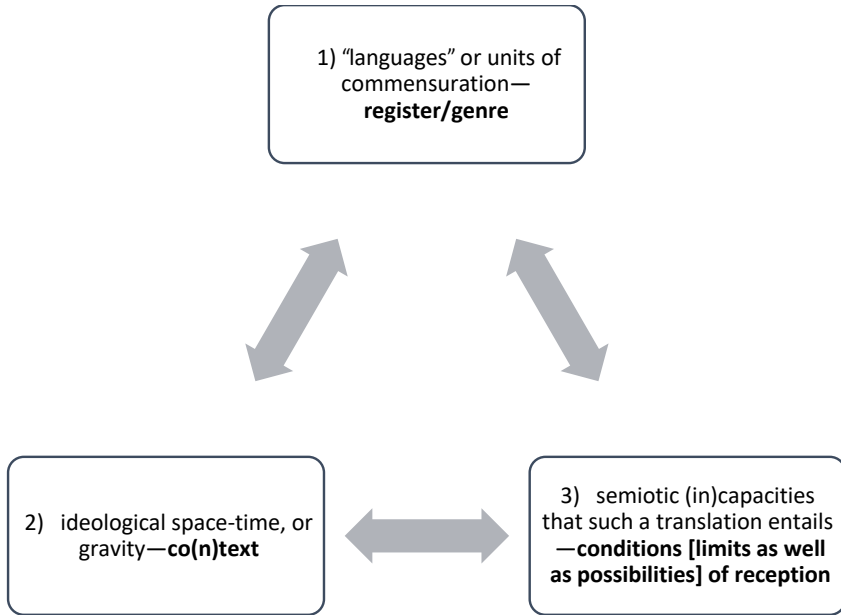 1) “languages” or units of
commensuration—
register/genre
2) ideological space-time, or
gravity—co(n)text
3) semiotic (in)capacities
that such a translation entails
—conditions [limits as well
as possibilities] of reception